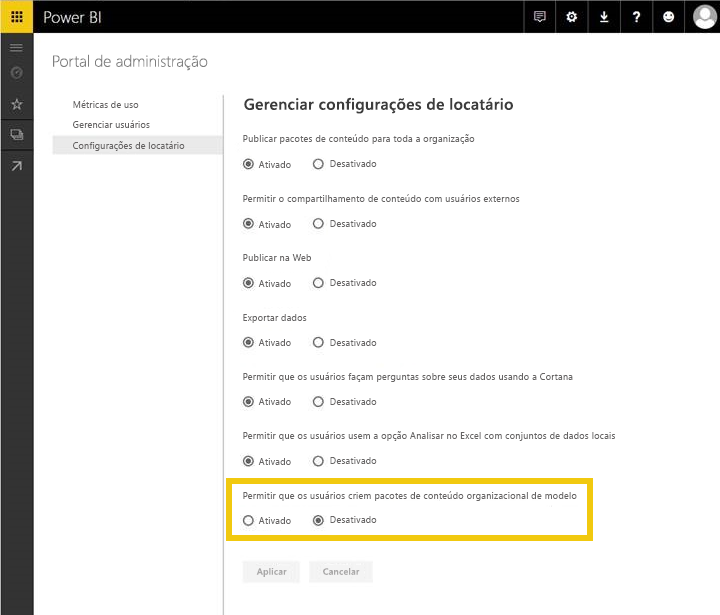 Power BI
Portal de administração
Métricas de uso
Gerenciar usuários
Configurações de locatário
Gerenciar configurações de locatário
Publicar pacotes de conteúdo para toda a organização
Ativado Desativado
Permitir o compartilhamento de conteúdo com usuários externos
Ativado Desativado
Publicar na Web
Ativado Desativado
Exportar dados
Ativado Desativado
Permitir que os usuários façam perguntas sobre seus dados usando a Cortana
Ativado Desativado
Permitir que os usuários usem a opção Analisar no Excel com conjuntos de dados locais
Ativado Desativado
Permitir que os usuários criem pacotes de conteúdo organizacional de modelo
Ativado Desativado
Aplicar Cancelar